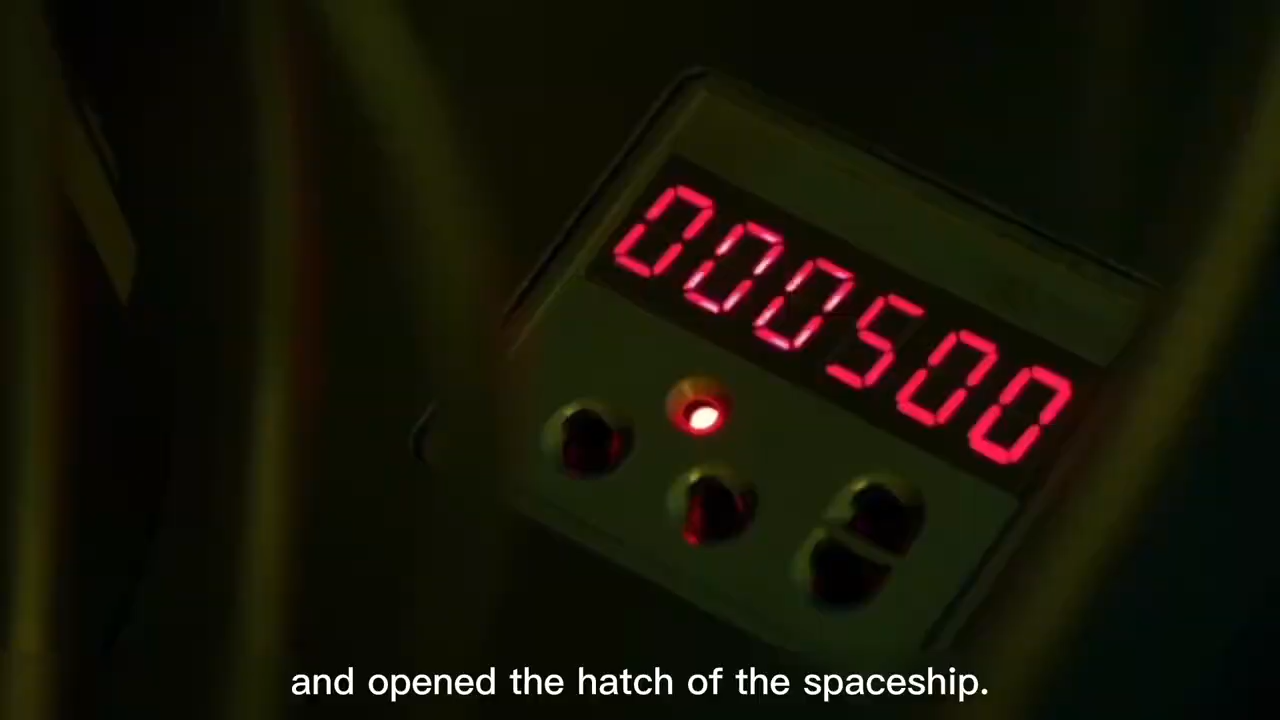 000500
and opened the hatch of the spaceship.